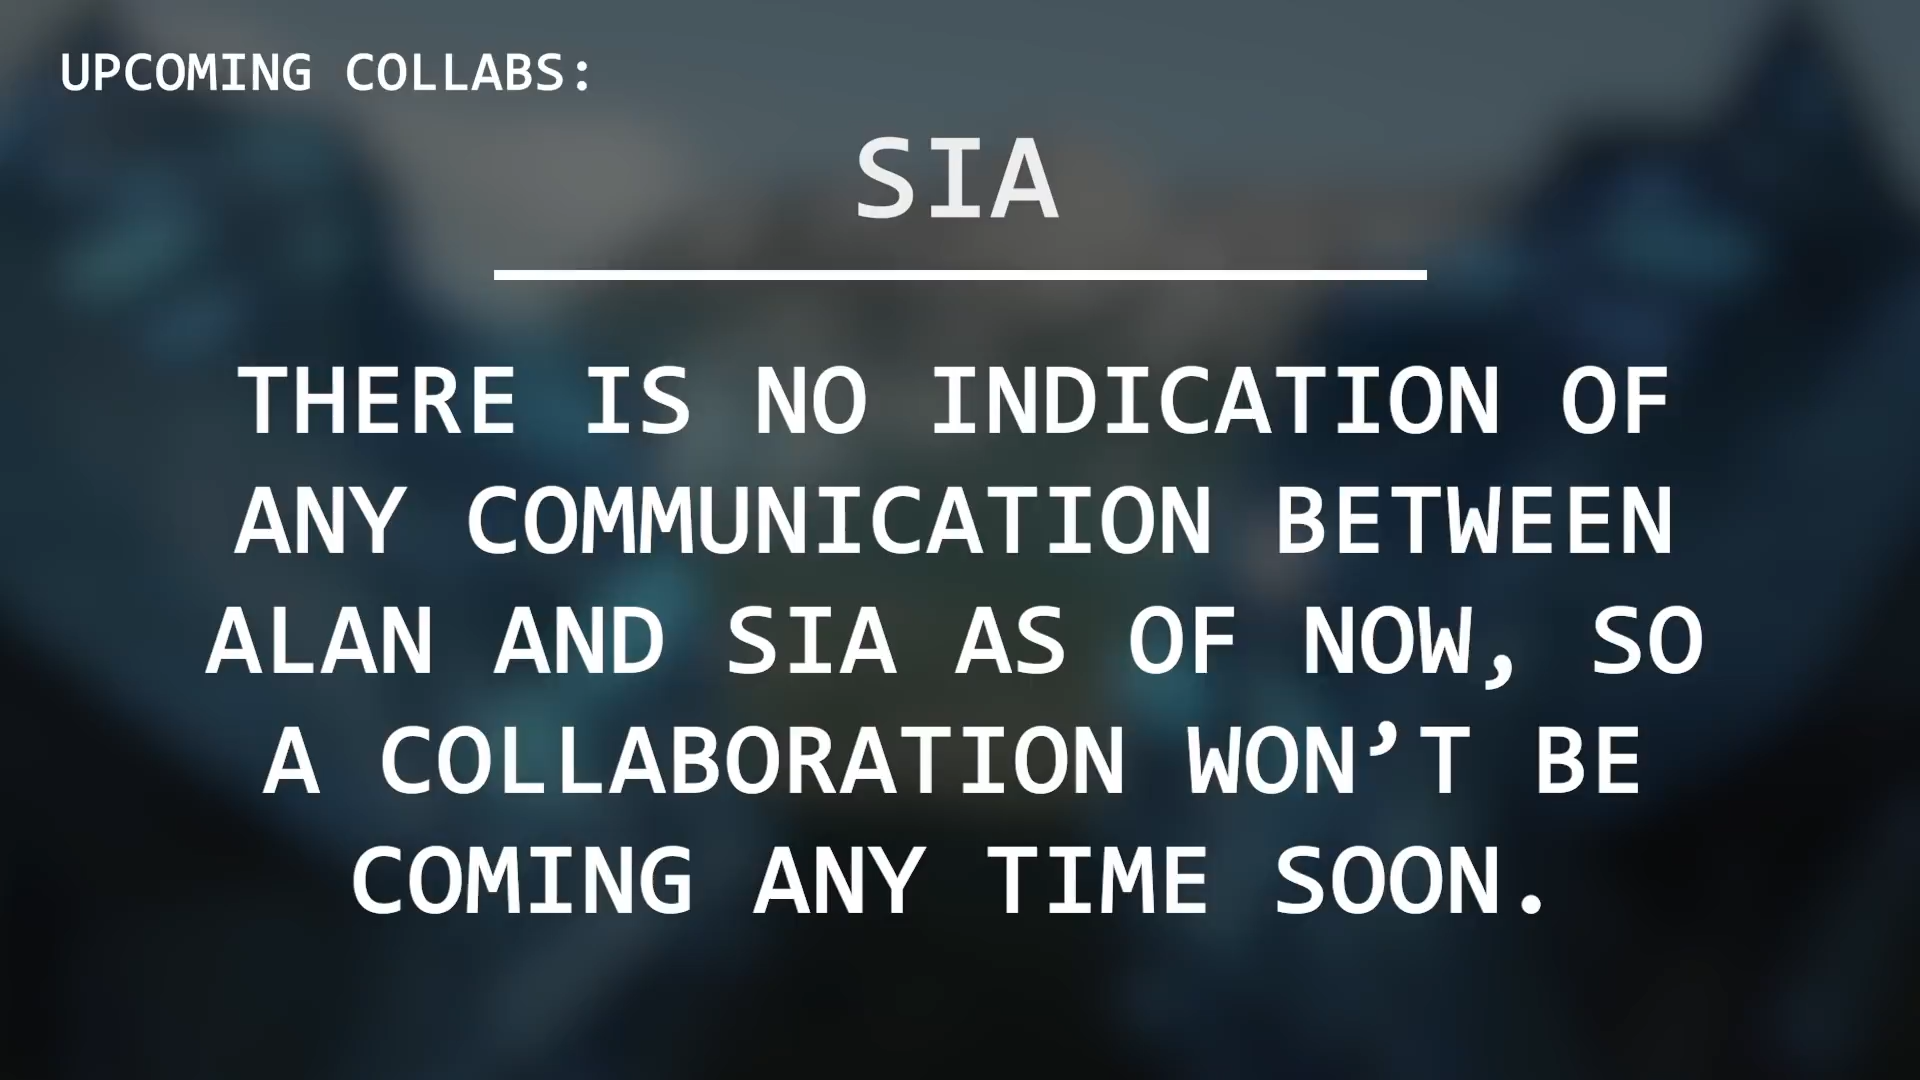 UPCOMING COLLABS:
SIA
THERE IS NO INDICATION OF
ANY COMMUNICATION BETWEEN
ALAN AND SIA AS OF NOW, SO
A COLLABORATION WON’T BE
COMING ANY TIME SOON.